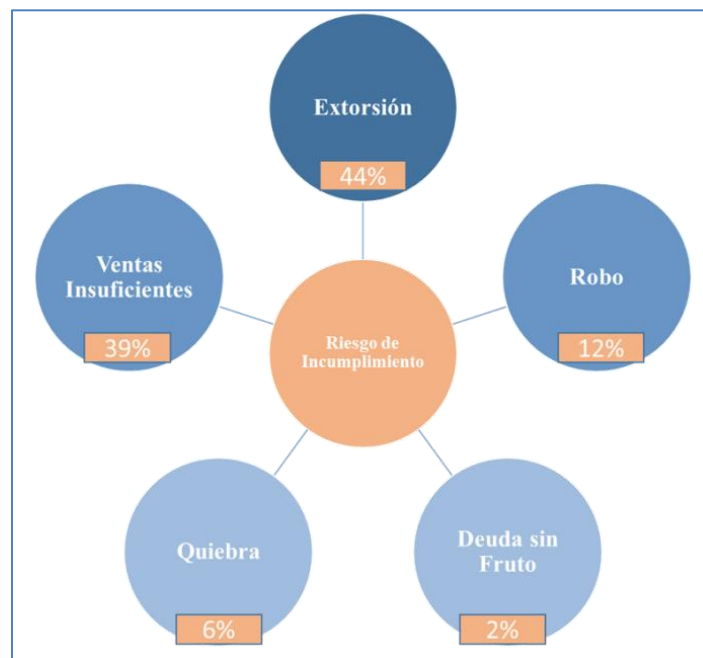 Extorsión
44%
Ventas
Insuficientes
39%
Robo
12%
Riesgo de
Incumplimiento
Quiebra
6%
Deuda sin
Fruto
2%